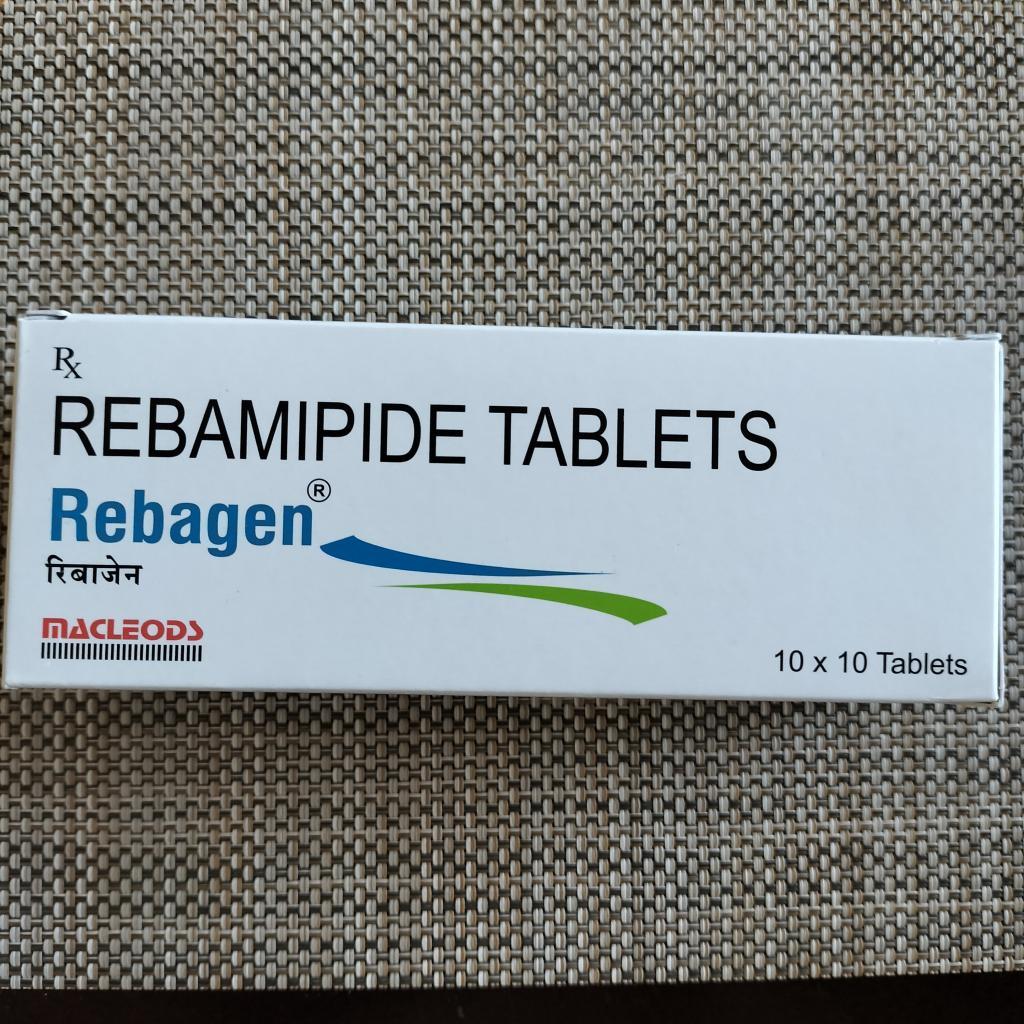 Rx
REBAMIPIDE TABLETS
Rebagen®
रिबाजेन
MACLEODS
10 x 10 Tablets